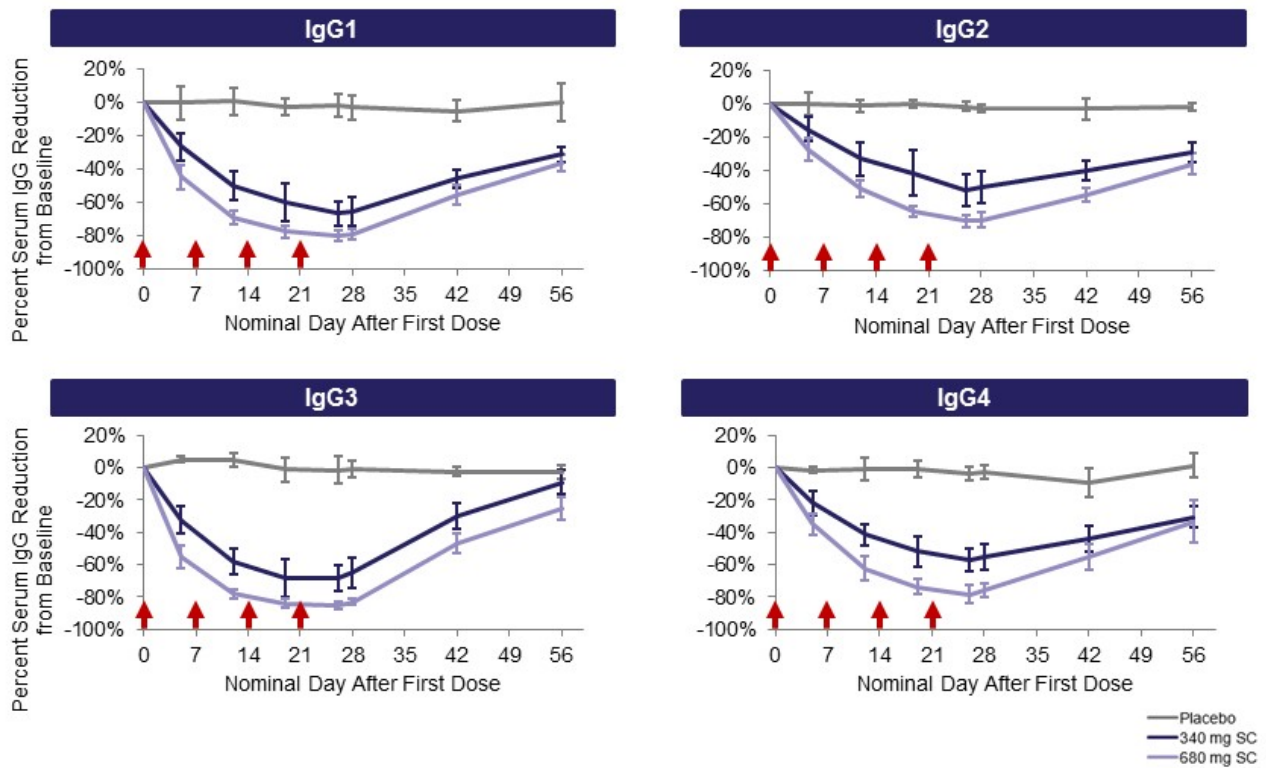 IgG1
Percent Serum IgG Reduction
from Baseline
20%
0%
-20%
-40%
-60%
-80%
-100%
0 7 14 21 28 35 42 49 56
Nominal Day After First Dose
IgG2
20%
0%
-20%
-40%
-60%
-80%
-100%
0 7 14 21 28 35 42 49 56
Nominal Day After First Dose
IgG3
Percent Serum IgG Reduction
from Baseline
20%
0%
-20%
-40%
-60%
-80%
-100%
0 7 14 21 28 35 42 49 56
Nominal Day After First Dose
IgG4
20%
0%
-20%
-40%
-60%
-80%
-100%
0 7 14 21 28 35 42 49 56
Nominal Day After First Dose
Placebo
340 mg SC
680 mg SC